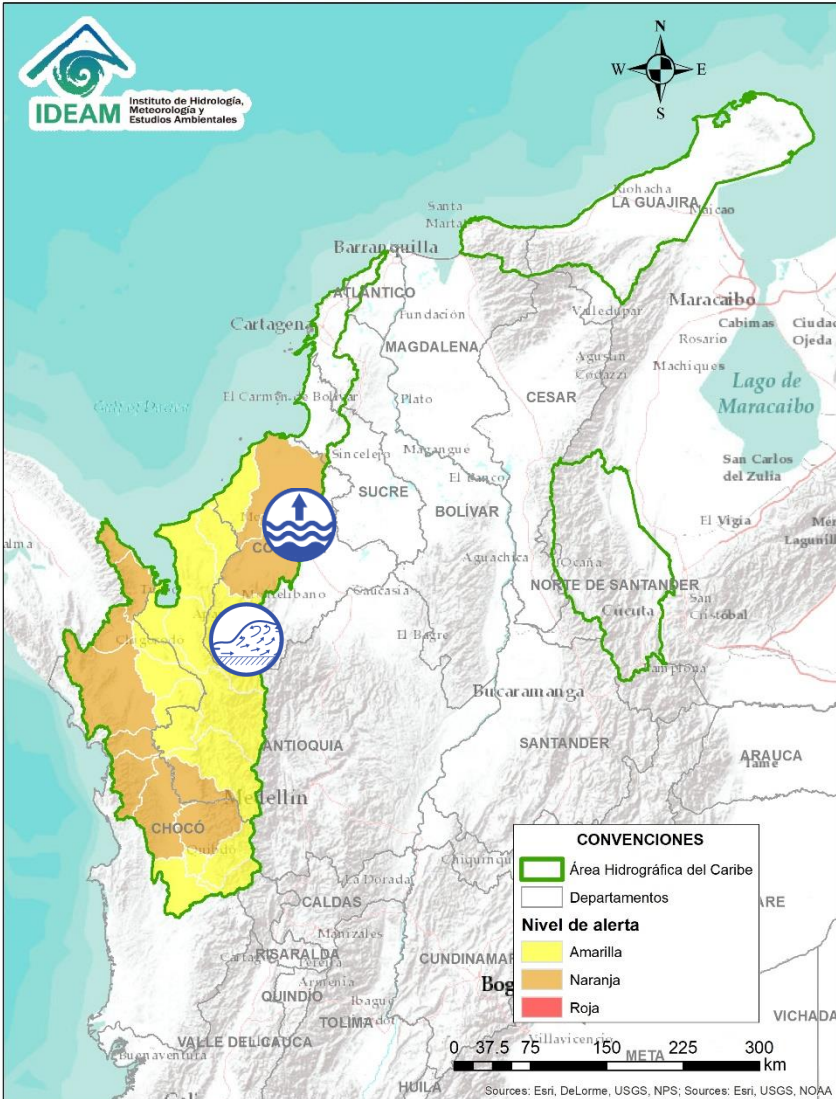 IDEAM
Instituto de Hidrología,
Meteorología y
Estudios Ambientales
N
W
E
S
LA GUAJIRA
Maicao
Santa
Marta
Barranquilla
ATLÁNTICO
Maracaibo
Fundación
Valledupar
Cabimas
Ciudad
Ojeda
Cartagena
Rosario
MAGDALENA
Agustín
Codazzi
Machiques
CESAR
Lago de
Maracaibo
El Carmen de Bolívar
Plato
Sincelejo
Magangue
San Carlos
del Zulia
El Banco
SUCRE
BOLÍVAR
El Vigía
Aguachica
Ocaña
NORTE DE SANTANDER
Montelibano
Caucasia
Cucuta
San
Cristóbal
El Bagre
Pamplona
Bucaramanga
ANTIOQUIA
SANTANDER
ARAUCA
Tame
Medellín
CHOCÓ
Quibdó
La Dorada
CALDAS
Manizales
RISARALDA
Pereira
Armenia
QUINDÍO
Ibague
TOLIMA
VALLE DEL CAUCA
Buenaventura
HUILA
Villavicencio
META
VICHADA
CONVENCIONES
Área Hidrográfica del Caribe
Departamentos
Nivel de alerta
Amarilla
Naranja
Roja
0 37.5 75 150 225 300
km
Sources: Esri, DeLorme, USGS, NPS; Sources: Esri, USGS, NOAA